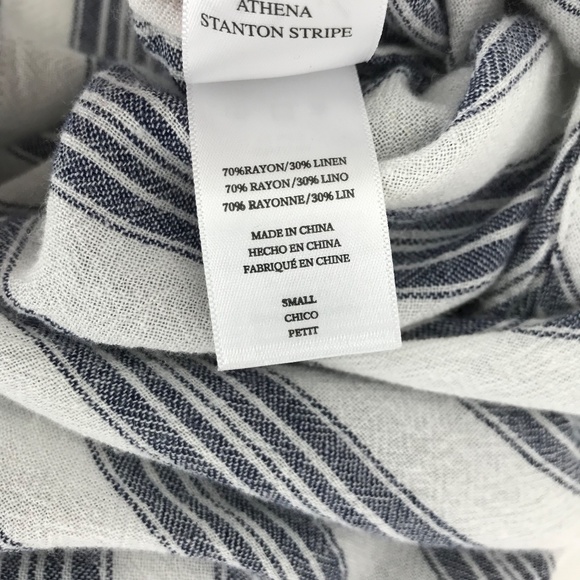 ATHENA
STANTON STRIPE
70%RAYON/30% LINEN
70% RAYON/30% LINO
70% RAYONNE/30% LIN
MADE IN CHINA
HECHO EN CHINA
FABRIQUÉ EN CHINE
SMALL
CHICO
PETIT